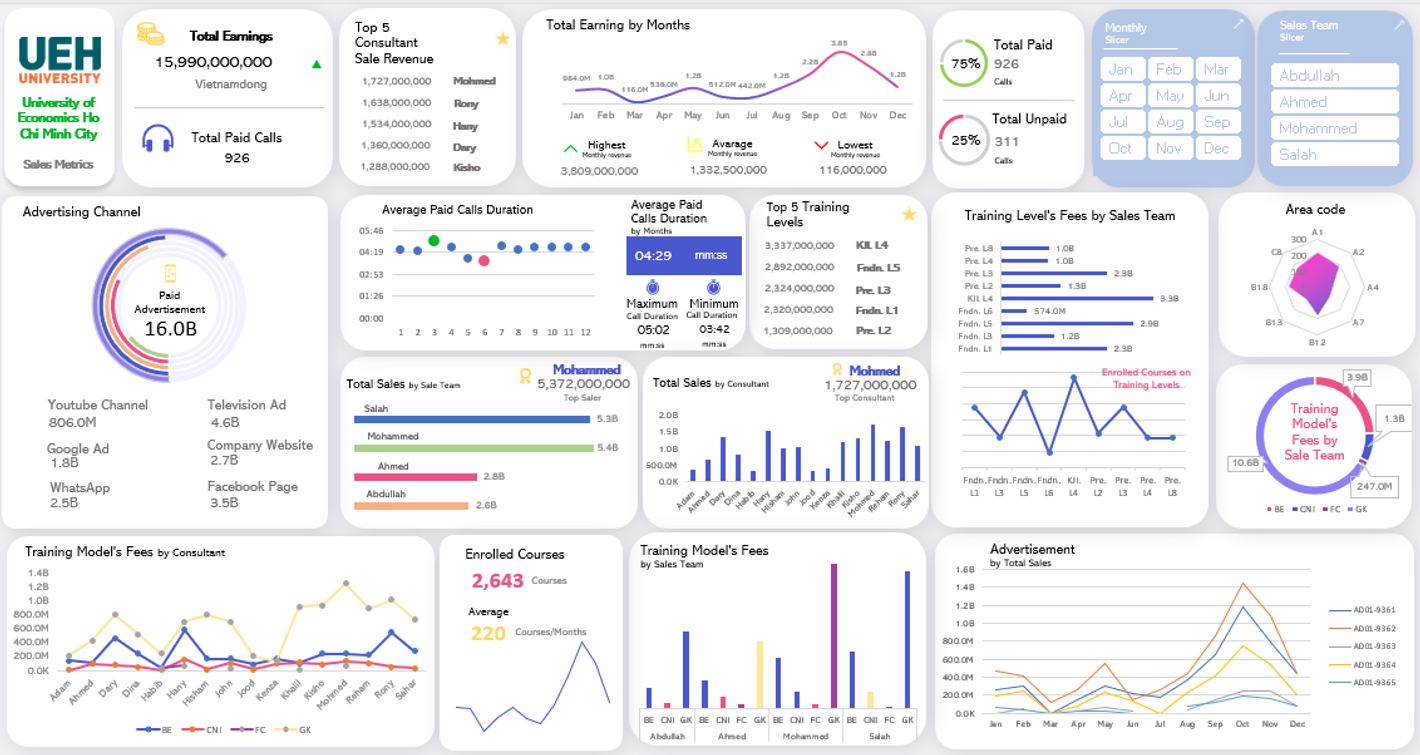 UEH
UNIVERSITY
University of
Economics Ho
Chi Minh City
Sales Metrics
Total Earnings
15,990,000,000
Vietnamdong
Total Paid Calls
926
Top 5
Consultant
Sale Revenue
1,727,000,000 Mohmed
1,638,000,000 Rony
1,534,000,000 Hany
1,360,000,000 Dary
1,288,000,000 Kisho
Total Earning by Months
984.0M 1.0B 116.0M 538.0M 1.2B 512.0M 442.0M 1.2B 2.2B 3.8B 2.8B 1.2B
Jan Feb Mar Apr May Jun Jul Aug Sep Oct Nov Dec
Highest
Monthly revenue
3,809,000,000
Avarage
Monthly revenue
1,332,500,000
Lowest
Monthly revenue
116,000,000
75%
Total Paid
926
Calls
25%
Total Unpaid
311
Calls
Monthly
Slicer
Jan Feb Mar
Apr May Jun
Jul Aug Sep
Oct Nov Dec
Sales Team
Slicer
Abdullah
Ahmed
Mohammed
Salah
Advertising Channel
Paid
Advertisement
16.0B
Youtube Channel
806.0M
Television Ad
4.6B
Google Ad
1.8B
Company Website
2.7B
WhatsApp
2.5B
Facebook Page
3.5B
Average Paid Calls Duration
05:46
04:19
02:53
01:26
00:00
1 2 3 4 5 6 7 8 9 10 11 12
Average Paid
Calls Duration
by Months
04:29 mm:ss
Maximum
Call Duration
05:02
mm:ss
Minimum
Call Duration
03:42
mm:ss
Top 5 Training
Levels
3,337,000,000 KJl. L4
2,892,000,000 Fndn. L5
2,324,000,000 Pre. L3
2,320,000,000 Fndn. L1
1,309,000,000 Pre. L2
Training Level's Fees by Sales Team
Pre. L8 1.0B
Pre. L4 1.0B
Pre. L3 2.3B
Pre. L2 1.3B
KJl. L4 3.3B
Fndn. L6 574.0M
Fndn. L5 2.9B
Fndn. L3 1.2B
Fndn. L1 2.3B
Enrolled Courses on
Training Levels
Fndn. Fndn. Fndn. Fndn. KJl. Pre. Pre. Pre.
L1 L3 L5 L6 L4 L2 L3 L4 L8
Area code
300
200
A1
A2
A4
A7
B12
B13
B18
C8
Total Sales by Sale Team
Mohammed
5,372,000,000
Top Saler
Salah
5.3B
Mohammed
5.4B
Ahmed
2.8B
Abdullah
2.6B
Total Sales by Consultant
Mohmed
1,727,000,000
Top Consultant
2.0B
1.5B
1.0B
500.0M
0.0K
Adam Ahmed Dary Dina Habib Hany Hisham John Jood Kenza Khalil Kisho Mohmed Reham Rony Sahar
Training
Model's
Fees by
Sale Team
3.9B
1.3B
247.0M
10.6B
BE CNI FC GK
Training Model's Fees by Consultant
1.4B
1.2B
1.0B
800.0M
600.0M
400.0M
200.0M
0.0K
Adam Ahmed Dary Dina Habib Hany Hisham John Jood Kenza Khalil Kisho Mohmed Reham Rony Sahar
BE CNI FC GK
Enrolled Courses
2,643 Courses
Average
220 Courses/Months
Training Model's Fees
by Sales Team
BE CNI GK BE CNI FC GK BE CNI FC GK BE CNI FC GK
Abdullah Ahmed Mohammed Salah
Advertisement
by Total Sales
1.6B
1.4B
1.2B
1.0B
800.0M
600.0M
400.0M
200.0M
0.0K
Jan Feb Mar Apr May Jun Jul Aug Sep Oct Nov Dec
AD01-9361
AD01-9362
AD01-9363
AD01-9364
AD01-9365